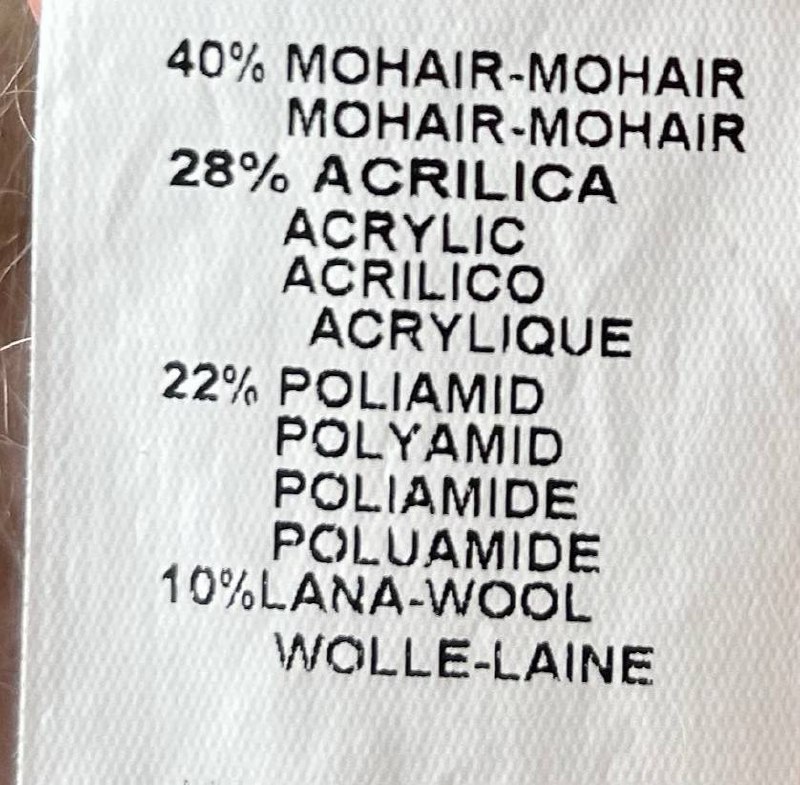 40% MOHAIR-MOHAIR
MOHAIR-MOHAIR
28% ACRILICA
ACRYLIC
ACRILICO
ACRYLIQUE
22% POLIAMID
POLYAMID
POLIAMIDE
POLUAMIDE
10%LANA-WOOL
WOLLE-LAINE